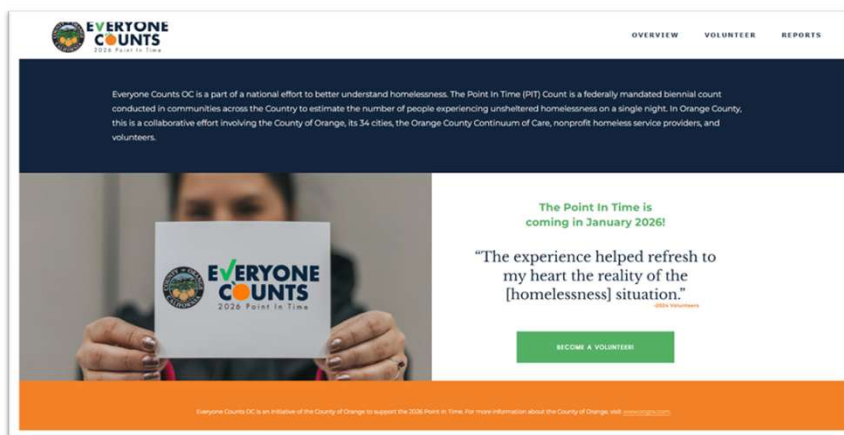 EVERYONE
COUNTS
2026 Point In Time
OVERVIEW VOLUNTEER REPORTS
Everyone Counts OC is a part of a national effort to better understand homelessness. The Point In Time (PIT) Count is a federally mandated biennial count
conducted in communities across the Country to estimate the number of people experiencing unsheltered homelessness on a single night. In Orange County,
this is a collaborative effort involving the County of Orange, its 34 cities, the Orange County Continuum of Care, nonprofit homeless service providers, and
volunteers.
COUNTY OF ORANGE
CALIFORNIA
EVERYONE
COUNTS
2026 Point In Time
The Point In Time is
coming in January 2026!
“The experience helped refresh to
my heart the reality of the
[homelessness] situation.”
-2024 Volunteers
BECOME A VOLUNTEER!
Everyone Counts OC is an initiative of the County of Orange to support the 2026 Point in Time. For more information about the County of Orange, visit